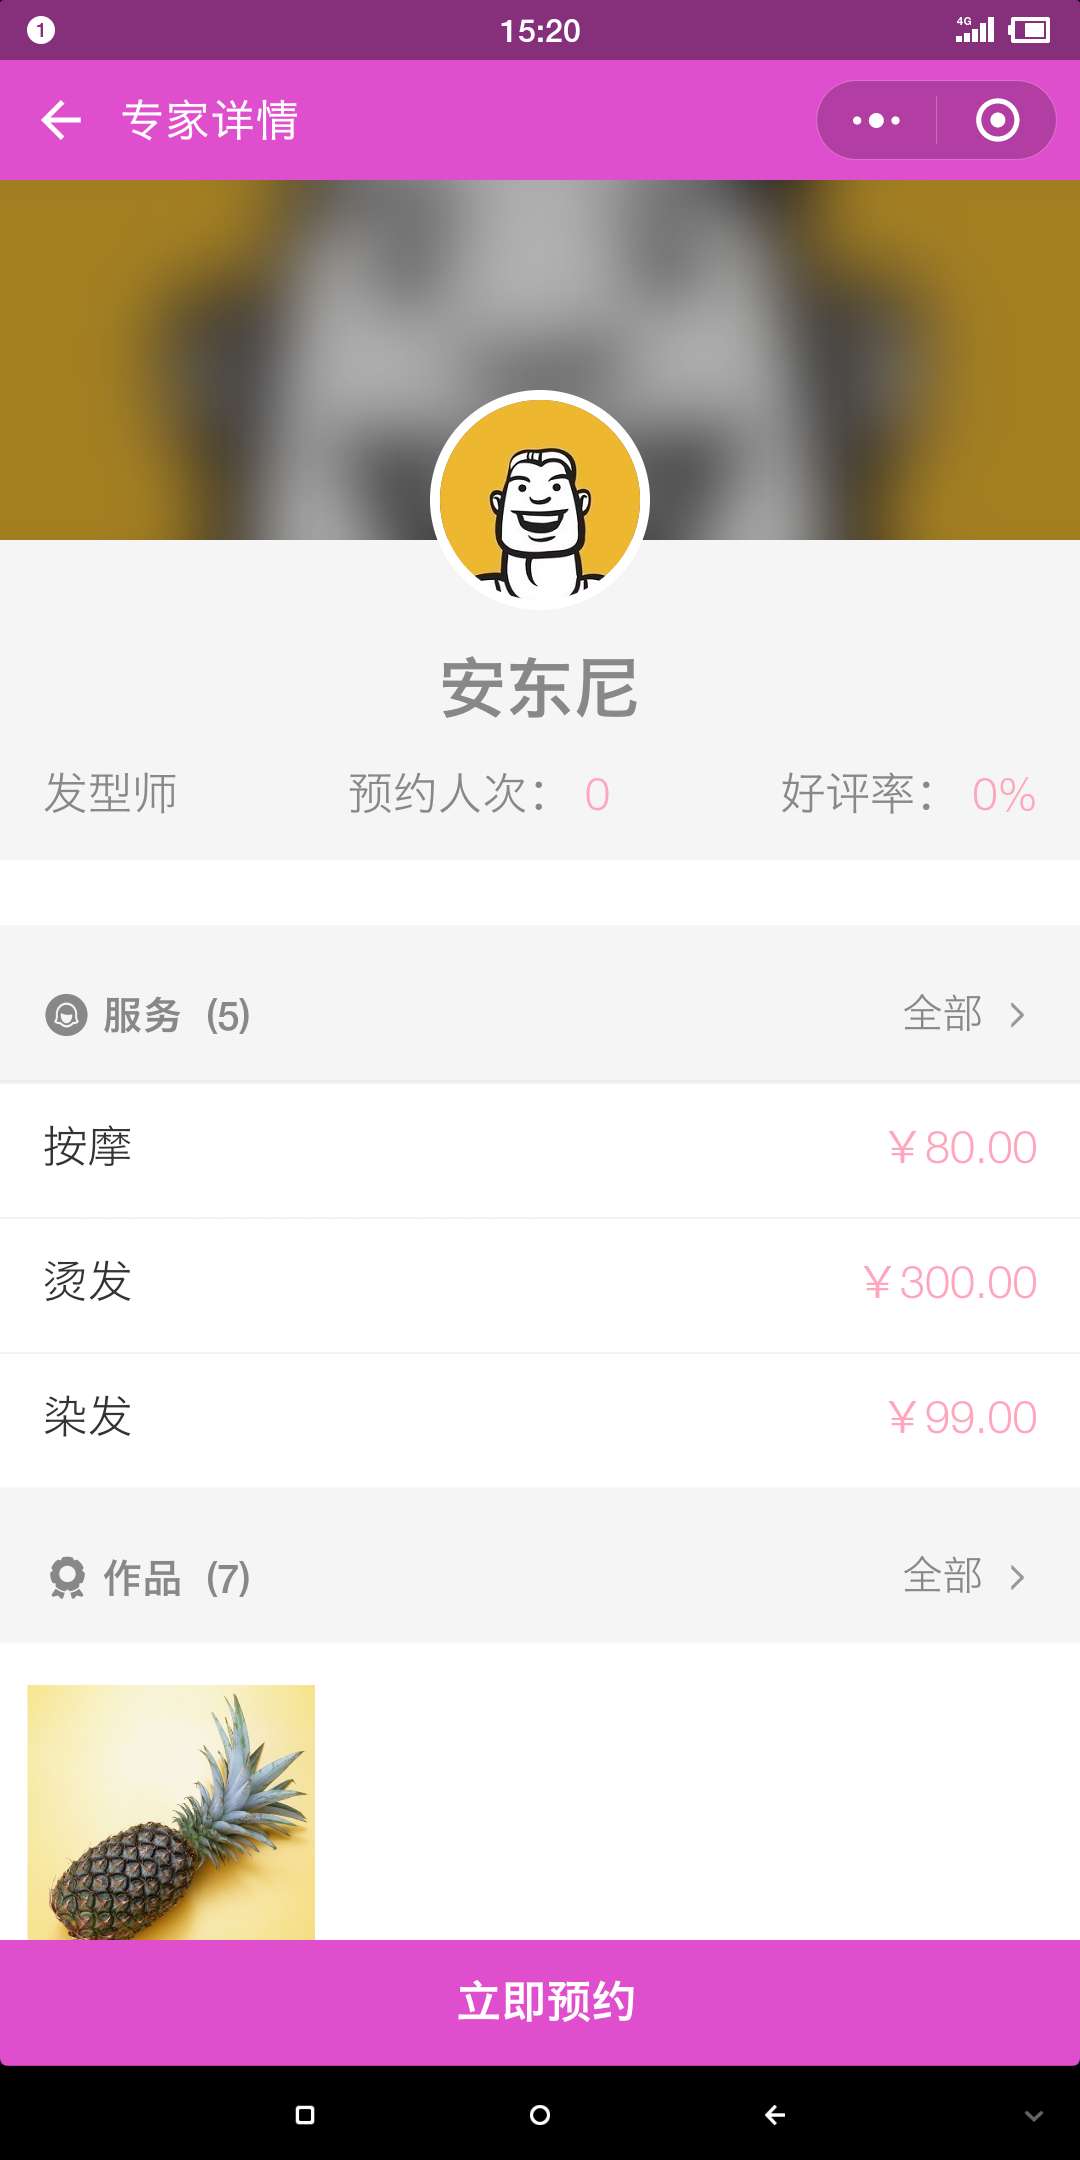 1
15:20
4G
专家详情
安东尼
发型师 预约人次： 0 好评率： 0%
服务 (5) 全部
按摩 ￥80.00
烫发 ￥300.00
染发 ￥99.00
作品 (7) 全部
立即预约